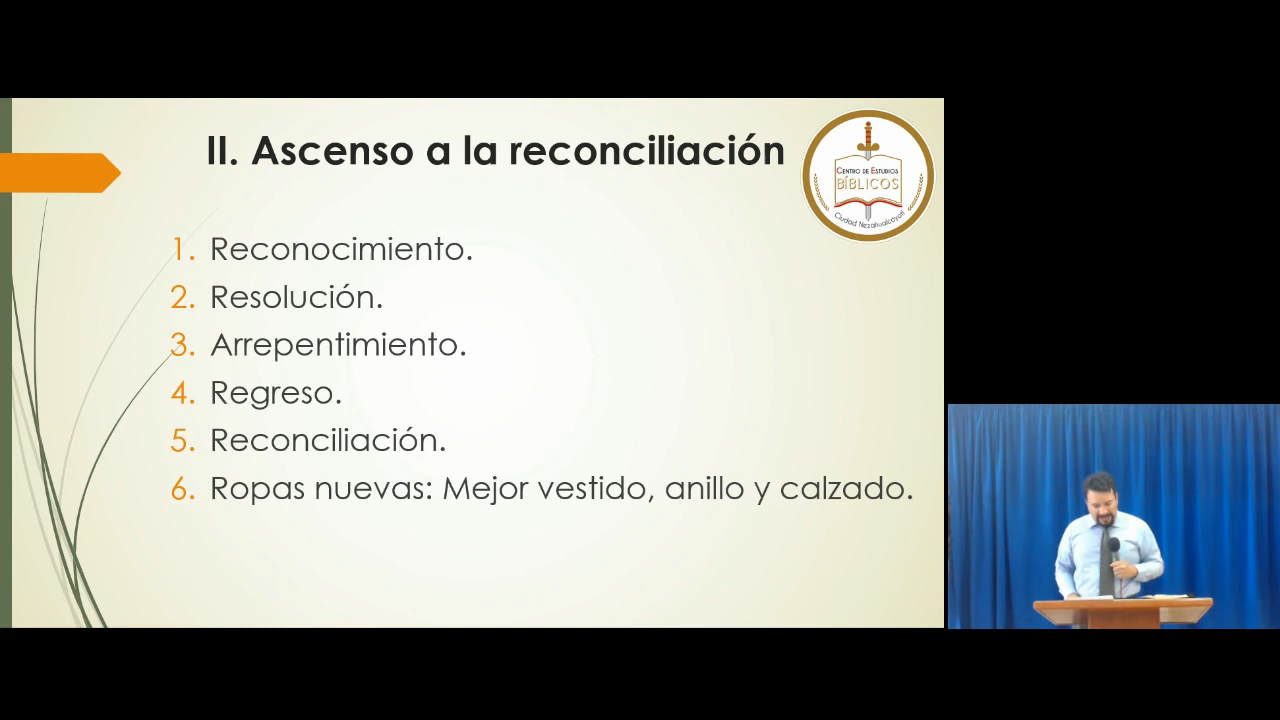 II. Ascenso a la reconciliación
CENTRO DE ESTUDIOS
BÍBLICOS
Ciudad Nezahualcóyotl
1. Reconocimiento.
2. Resolución.
3. Arrepentimiento.
4. Regreso.
5. Reconciliación.
6. Ropas nuevas: Mejor vestido, anillo y calzado.